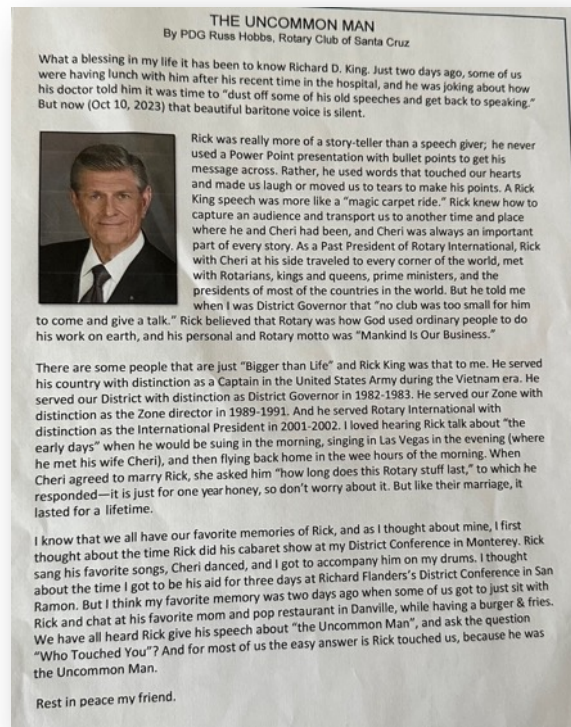 THE UNCOMMON MAN
By PDG Russ Hobbs, Rotary Club of Santa Cruz
What a blessing in my life it has been to know Richard D. King. Just two days ago, some of us
were having lunch with him after his recent time in the hospital, and he was joking about how
his doctor told him it was time to “dust off some of his old speeches and get back to speaking.”
But now (Oct 10, 2023) that beautiful baritone voice is silent.
Rick was really more of a story-teller than a speech giver; he never
used a Power Point presentation with bullet points to get his
message across. Rather, he used words that touched our hearts
and made us laugh or moved us to tears to make his points. A Rick
King speech was more like a “magic carpet ride.” Rick knew how to
capture an audience and transport us to another time and place
where he and Cheri had been, and Cheri was always an important
part of every story. As a Past President of Rotary International, Rick
with Cheri at his side traveled to every corner of the world, met
with Rotarians, kings and queens, prime ministers, and the
presidents of most of the countries in the world. But he told me
when I was District Governor that “no club was too small for him
to come and give a talk.” Rick believed that Rotary was how God used ordinary people to do
his work on earth, and his personal and Rotary motto was “Mankind Is Our Business.”
There are some people that are just “Bigger than Life” and Rick King was that to me. He served
his country with distinction as a Captain in the United States Army during the Vietnam era. He
served our District with distinction as District Governor in 1982-1983. He served our Zone with
distinction as the Zone director in 1989-1991. And he served Rotary International with
distinction as the International President in 2001-2002. I loved hearing Rick talk about “the
early days” when he would be suing in the morning, singing in Las Vegas in the evening (where
he met his wife Cheri), and then flying back home in the wee hours of the morning. When
Cheri agreed to marry Rick, she asked him “how long does this Rotary stuff last,” to which he
responded—it is just for one year honey, so don’t worry about it. But like their marriage, it
lasted for a lifetime.
I know that we all have our favorite memories of Rick, and as I thought about mine, I first
thought about the time Rick did his cabaret show at my District Conference in Monterey. Rick
sang his favorite songs, Cheri danced, and I got to accompany him on my drums. I thought
about the time I got to be his aid for three days at Richard Flanders’s District Conference in San
Ramon. But I think my favorite memory was two days ago when some of us got to just sit with
Rick and chat at his favorite mom and pop restaurant in Danville, while having a burger & fries.
We have all heard Rick give his speech about “the Uncommon Man”, and ask the question
“Who Touched You”? And for most of us the easy answer is Rick touched us, because he was
the Uncommon Man.
Rest in peace my friend.